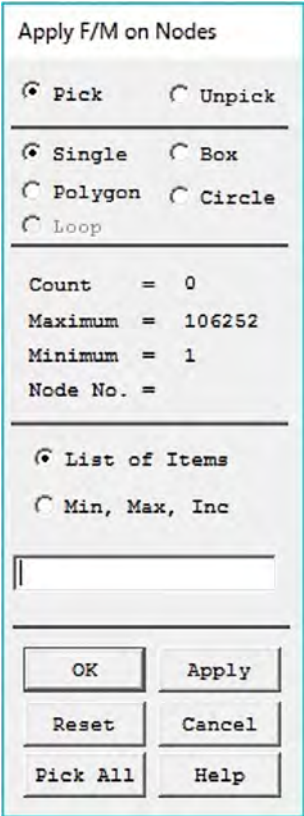 Apply F/M on Nodes
Pick Unpick
Single Box
Polygon Circle
Loop
Count = 0
Maximum = 106252
Minimum = 1
Node No. =
List of Items
Min, Max, Inc
OK Apply
Reset Cancel
Pick All Help